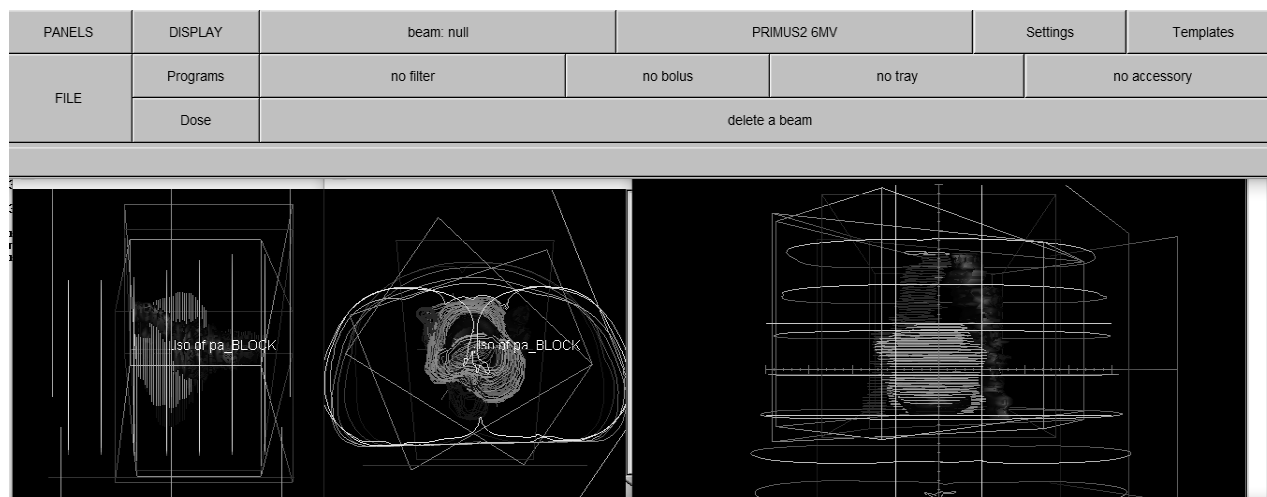 PANELS DISPLAY beam: null PRIMUS2 6MV Settings Templates
FILE Programs no filter no bolus no tray no accessory
Dose delete a beam
Iso of pa_BLOCK Iso of pa_BLOCK